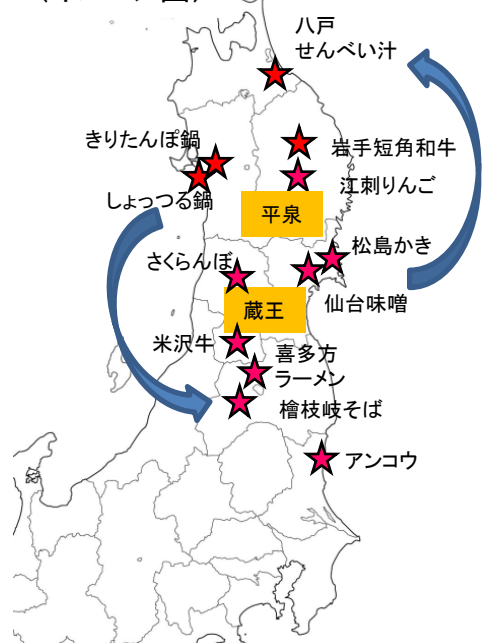 八戸
せんべい汁
きりたんぽ鍋
岩手短角和牛
しょっつる鍋
江刺りんご
平泉
さくらんぼ
松島かき
蔵王
仙台味噌
米沢牛
喜多方
ラーメン
檜枝岐そば
アンコウ